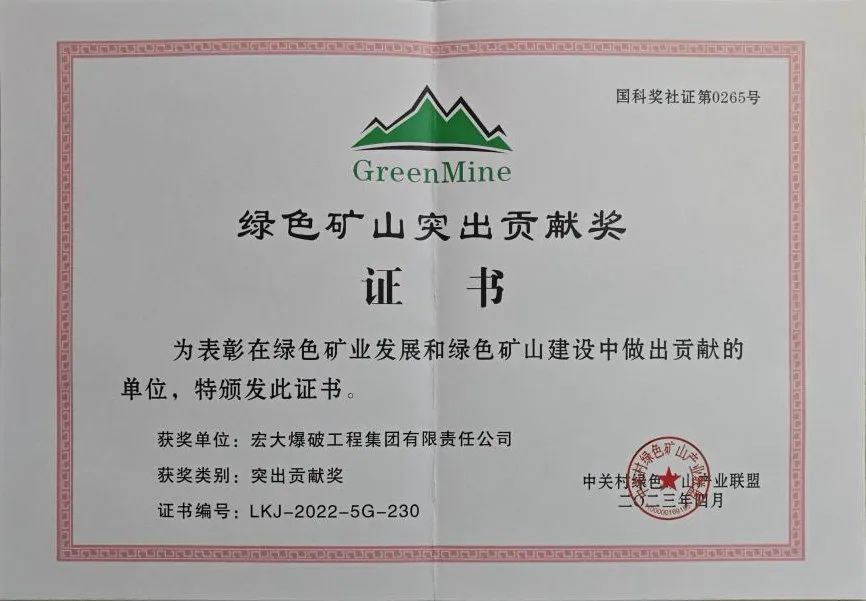 国科奖社证第0265号
GreenMine
绿色矿山突出贡献奖
证 书
为表彰在绿色矿业发展和绿色矿山建设中做出贡献的
单位，特颁发此证书。
获奖单位：宏大爆破工程集团有限责任公司
获奖类别：突出贡献奖
证书编号：LKJ-2022-5G-230
中关村绿色矿山产业联盟
二〇二三年四月